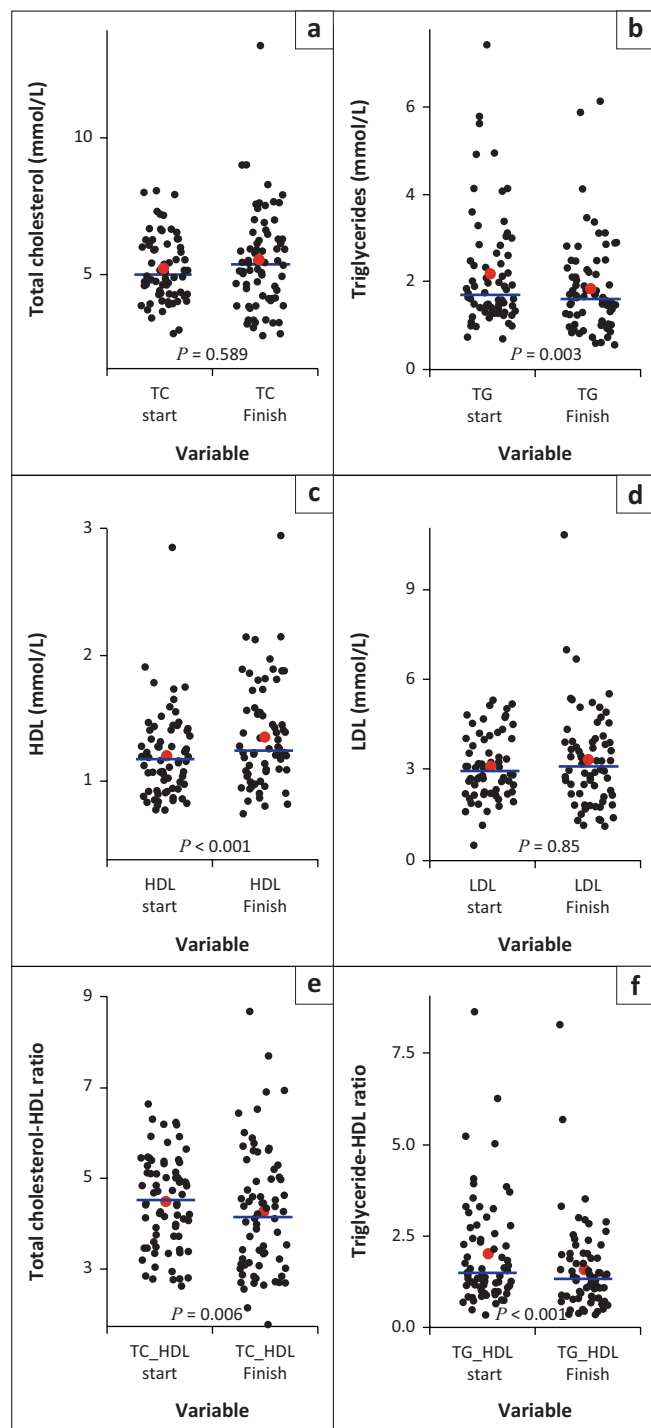 a
Total cholesterol (mmol/L)
10
5
P = 0.589
TC
start
TC
Finish
Variable
b
Triglycerides (mmol/L)
6
4
2
0
P = 0.003
TG
start
TG
Finish
Variable
c
HDL (mmol/L)
3
2
1
P < 0.001
HDL
start
HDL
Finish
Variable
d
LDL (mmol/L)
9
6
3
0
P = 0.85
LDL
start
LDL
Finish
Variable
e
Total cholesterol-HDL ratio
9
7
5
3
P = 0.006
TC_HDL
start
TC_HDL
Finish
Variable
f
Triglyceride-HDL ratio
7.5
5.0
2.5
0.0
P < 0.001
TG_HDL
start
TG_HDL
Finish
Variable